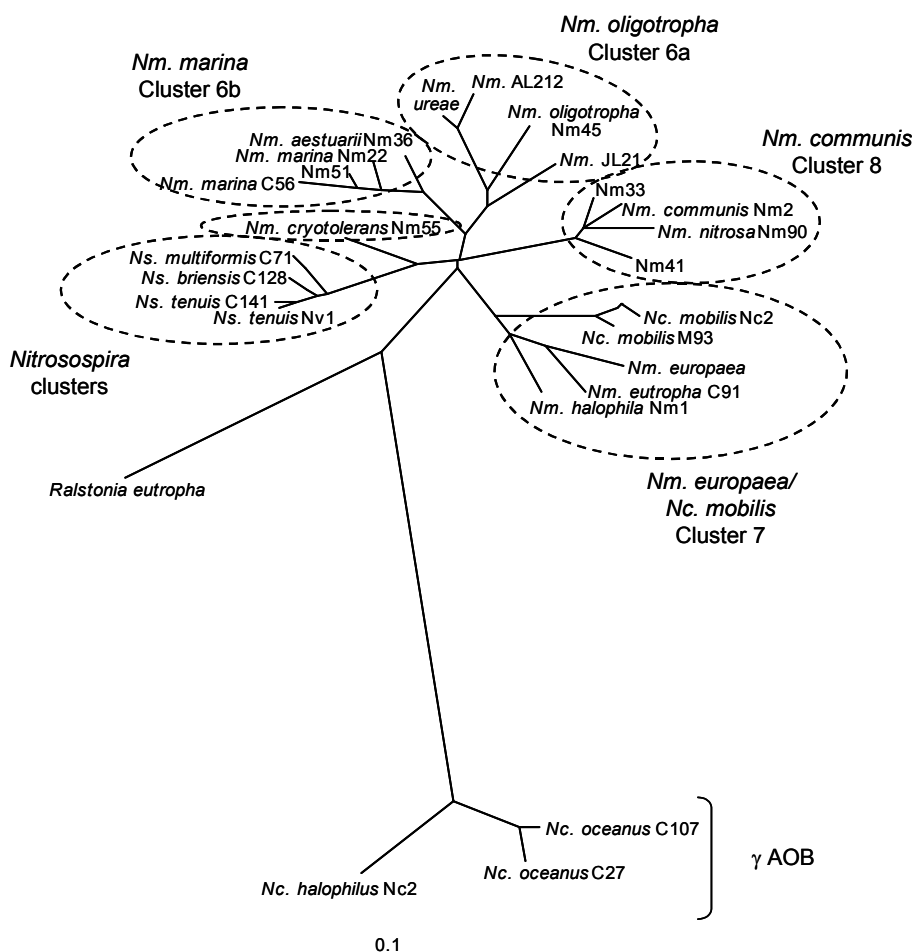 Nm. oligotropha
Cluster 6a
Nm. marina
Cluster 6b
Nm.
ureae
Nm. AL212
Nm. oligotropha
Nm45
Nm. JL21
Nm. communis
Cluster 8
Nm. aestuarii Nm36
Nm. marina Nm22
Nm51
Nm. marina C56
Nm33
Nm. communis Nm2
Nm. nitrosa Nm90
Nm41
Nm. cryotolerans Nm55
Ns. multiformis C71
Ns. briensis C128
Ns. tenuis C141
Ns. tenuis Nv1
Nitrosospira
clusters
Nc. mobilis Nc2
Nc. mobilis M93
Nm. europaea
Nm. eutropha C91
Nm. halophila Nm1
Nm. europaea/
Nc. mobilis
Cluster 7
Ralstonia eutropha
Nc. oceanus C107
Nc. oceanus C27
Nc. halophilus Nc2
γ AOB
0.1